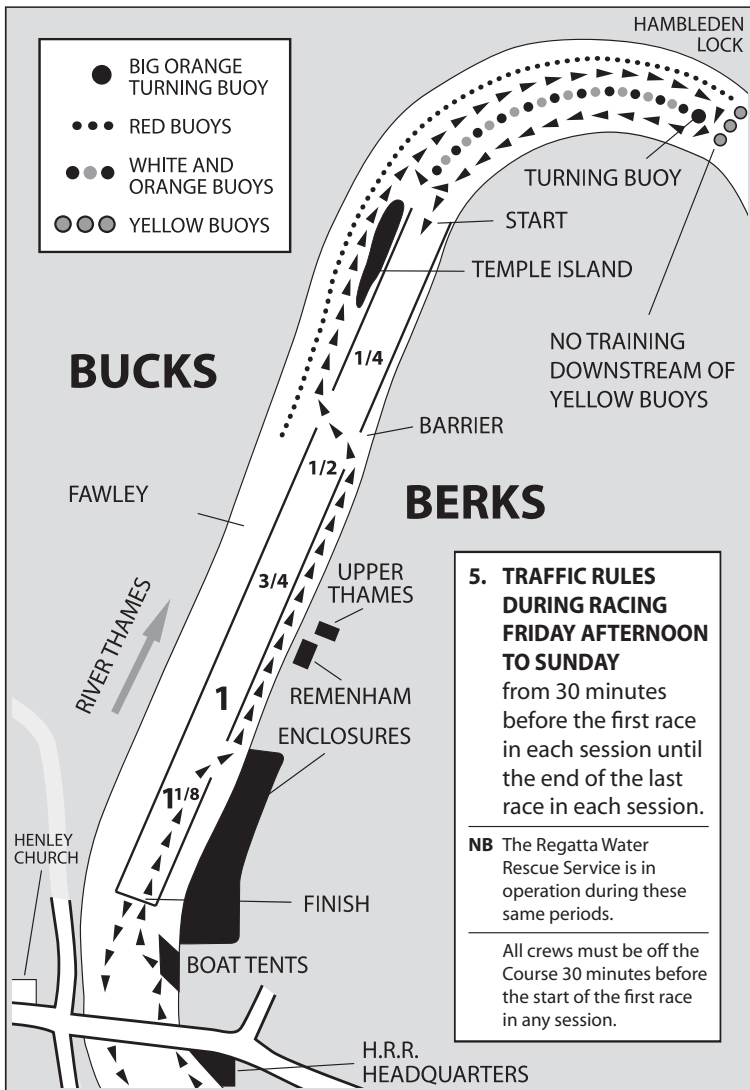 HAMBLEDEN
LOCK
BIG ORANGE
TURNING BUOY
RED BUOYS
WHITE AND
ORANGE BUOYS
YELLOW BUOYS
TURNING BUOY
START
TEMPLE ISLAND
NO TRAINING
DOWNSTREAM OF
YELLOW BUOYS
1/4
BUCKS
BARRIER
1/2
FAWLEY
BERKS
3/4
UPPER
THAMES
RIVER THAMES
REMENHAM
1
ENCLOSURES
1 1/8
HENLEY
CHURCH
FINISH
BOAT TENTS
H.R.R.
HEADQUARTERS
5. TRAFFIC RULES
DURING RACING
FRIDAY AFTERNOON
TO SUNDAY
from 30 minutes
before the first race
in each session until
the end of the last
race in each session.
NB The Regatta Water
Rescue Service is in
operation during these
same periods.
All crews must be off the
Course 30 minutes before
the start of the first race
in any session.